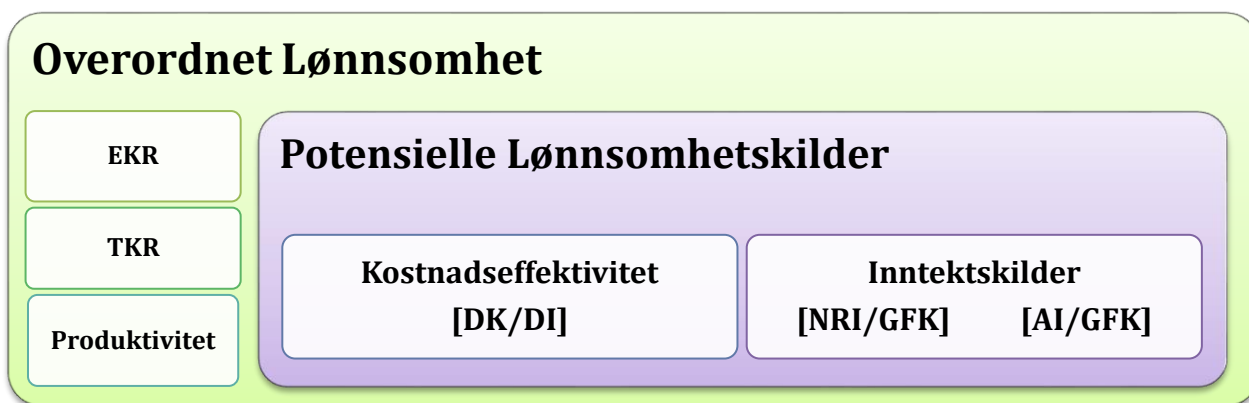 Overordnet Lønnsomhet
EKR
TKR
Produktivitet
Potensielle Lønnsomhetskilder
Kostnadseffektivitet
[DK/DI]
Inntektskilder
[NRI/GFK] [AI/GFK]